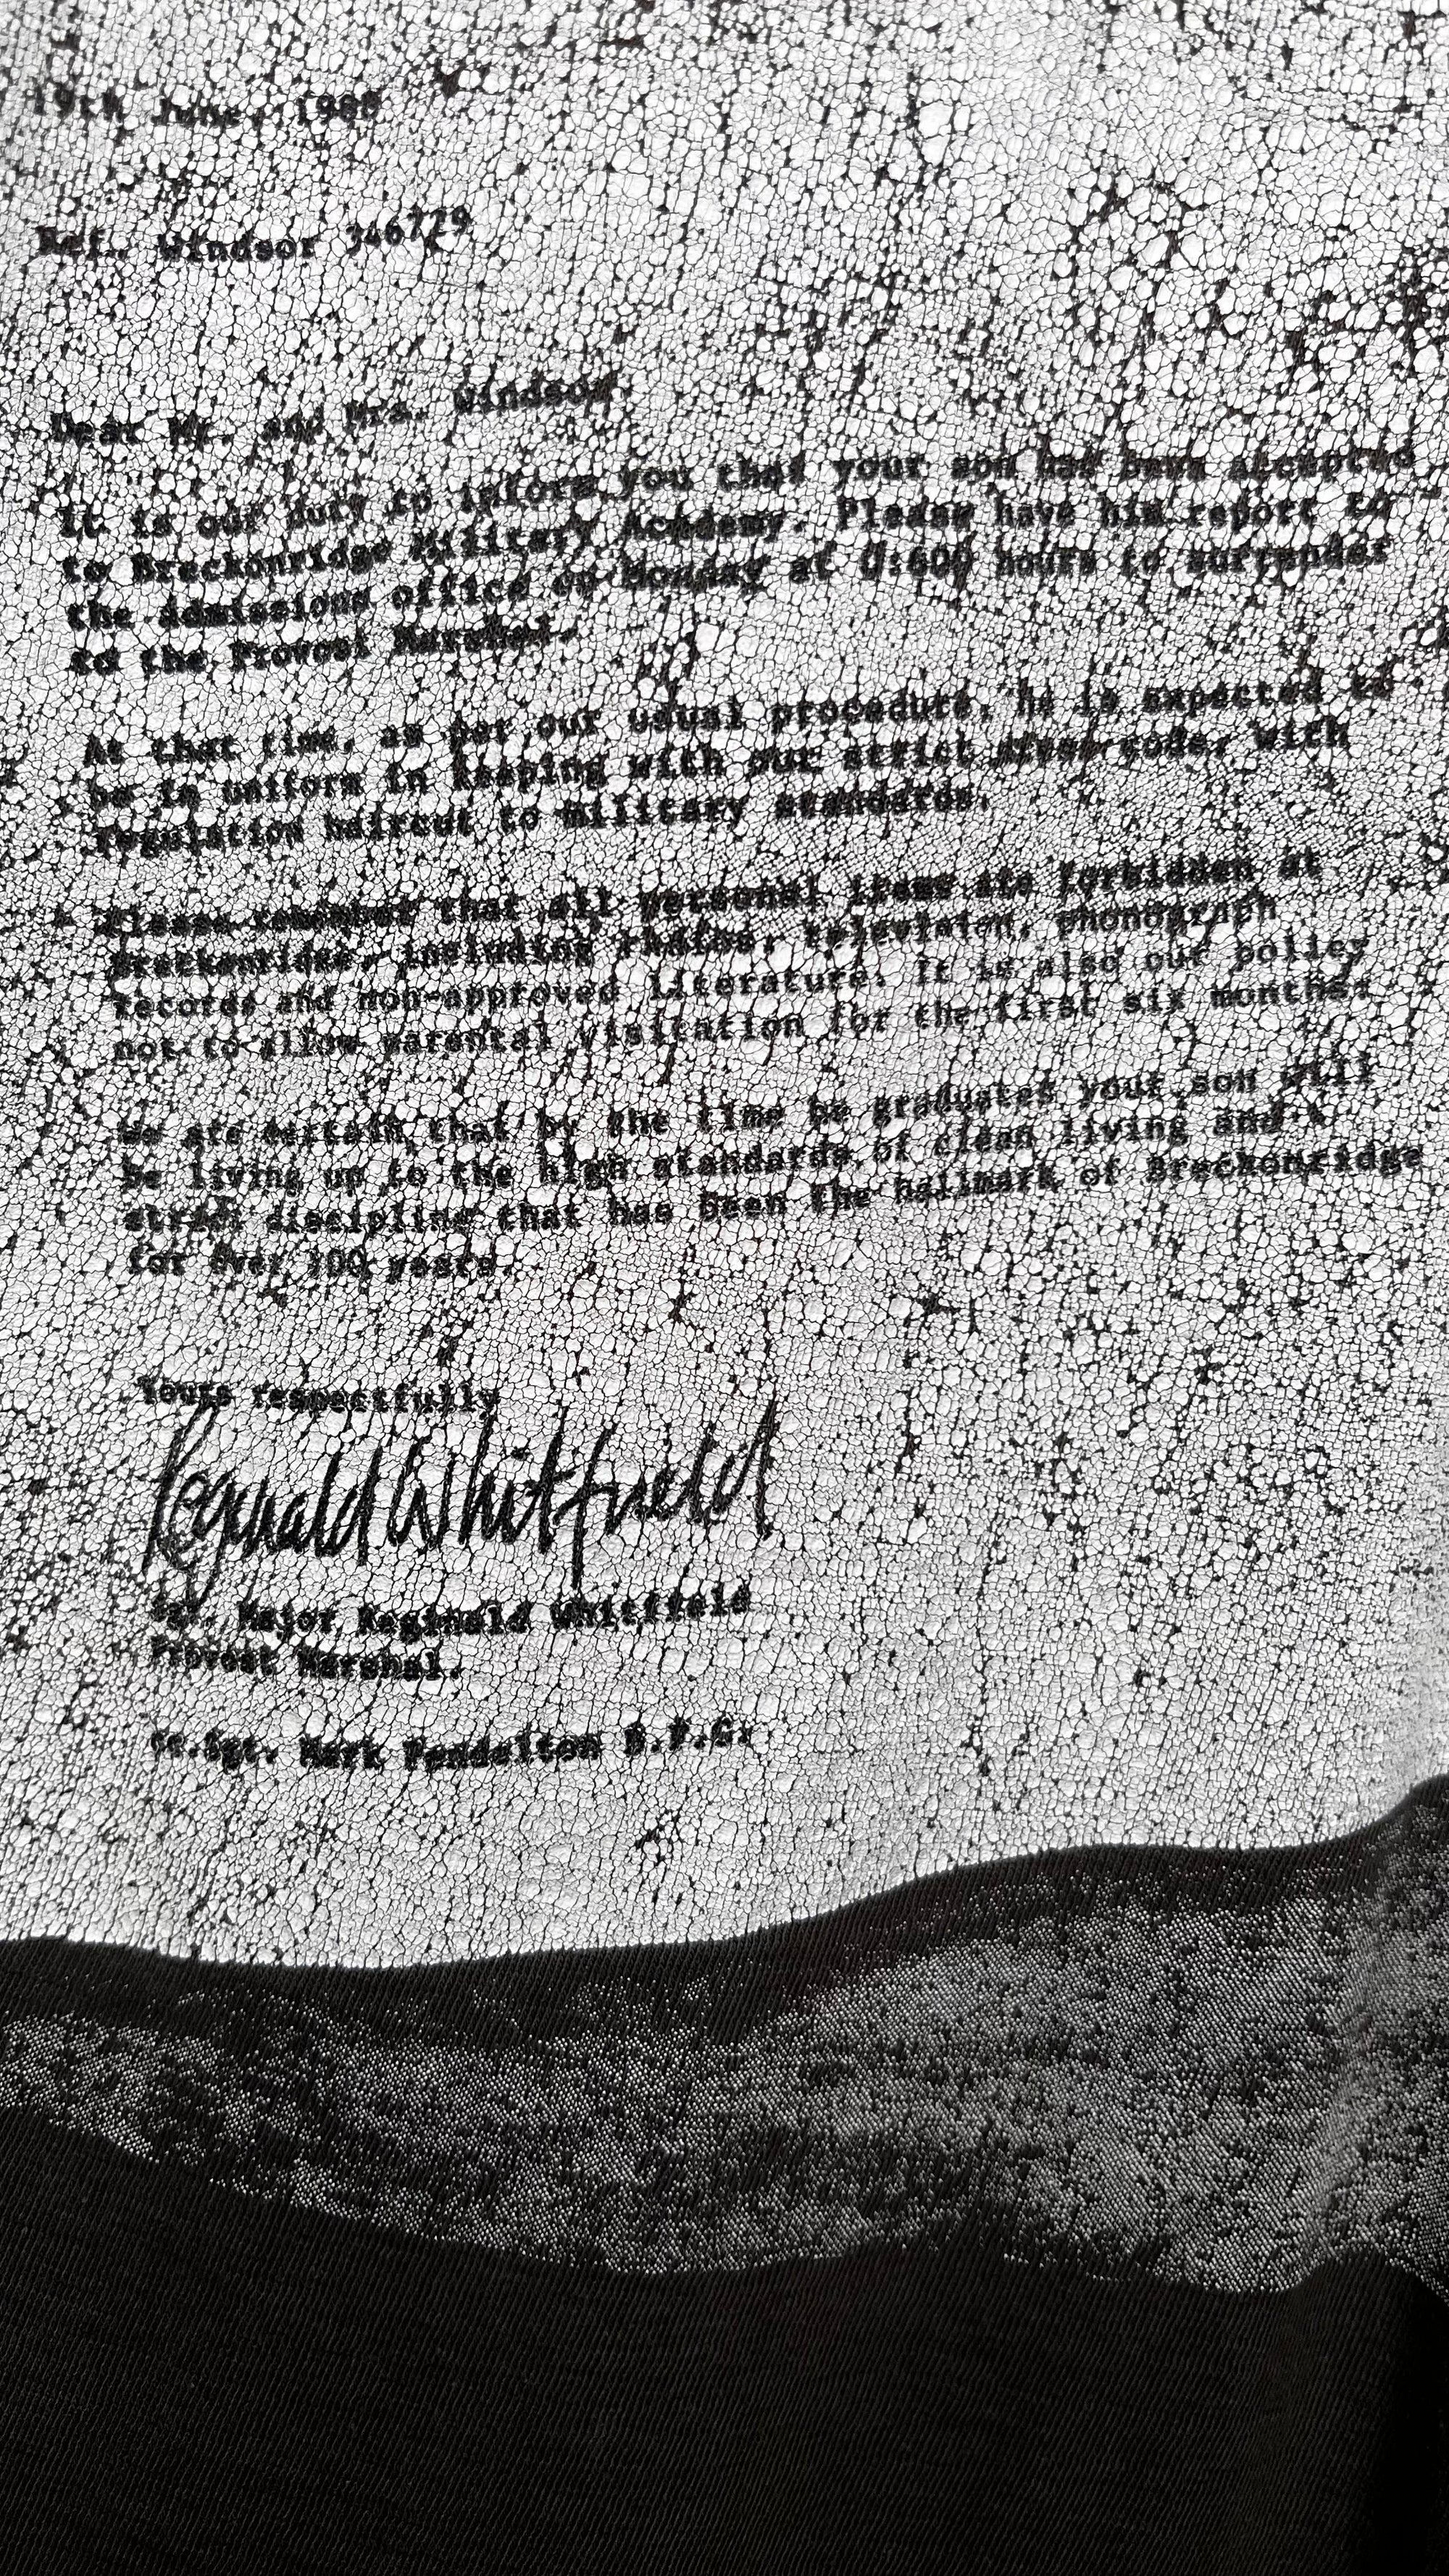 19th June, 1988
Ref. Windsor 346729
Dear Mr. and Mrs. Windsor,
It is our duty to inform you that your son has been accepted
to Breckonridge Military Academy. Please have him report to
the admissions office on Monday at 0:600 hours to surrender
to the Provost Marshal.
At that time, as per our usual procedure, he is expected to
be in uniform in keeping with our strict code, with
regulation haircut to military standards.
Please remember that all personal items are forbidden at
Breckonridge, including radios, television, phonograph
records and non-approved literature. It is also our policy
not to allow parental visitation for the first six months.
We are certain that by the time he graduates your son will
be living up to the high standards of clean living and
strict discipline that has been the hallmark of Breckonridge
for over 100 years.
Yours respectfully
Reginald Whitfield
Sgt. Major Reginald Whitfield
Provost Marshal.
cc.Sgt. Mark Pendelton